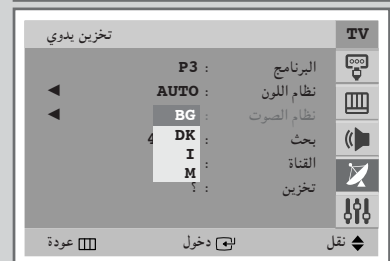 TV
تخزين يدوي
البرنامج : P3
نظام اللون : AUTO ◀
نظام الصوت : BG ◀
بحث : DK 4
القناة : I
M
تخزين : ؟
نقل دخول عودة